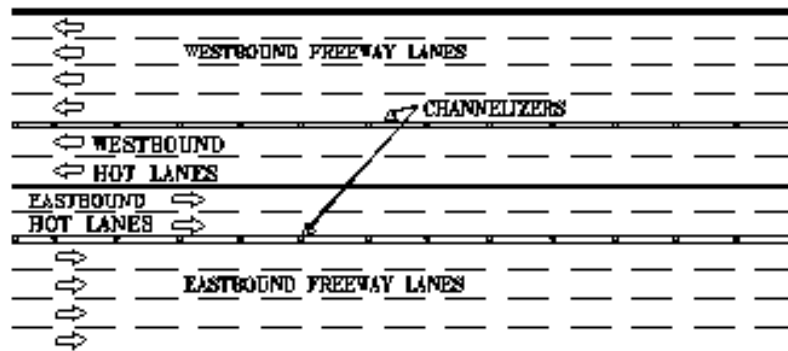 WESTBOUND FREEWAY LANES
CHANNELIZERS
WESTBOUND
HOT LANES
EASTBOUND
HOT LANES
EASTBOUND FREEWAY LANES